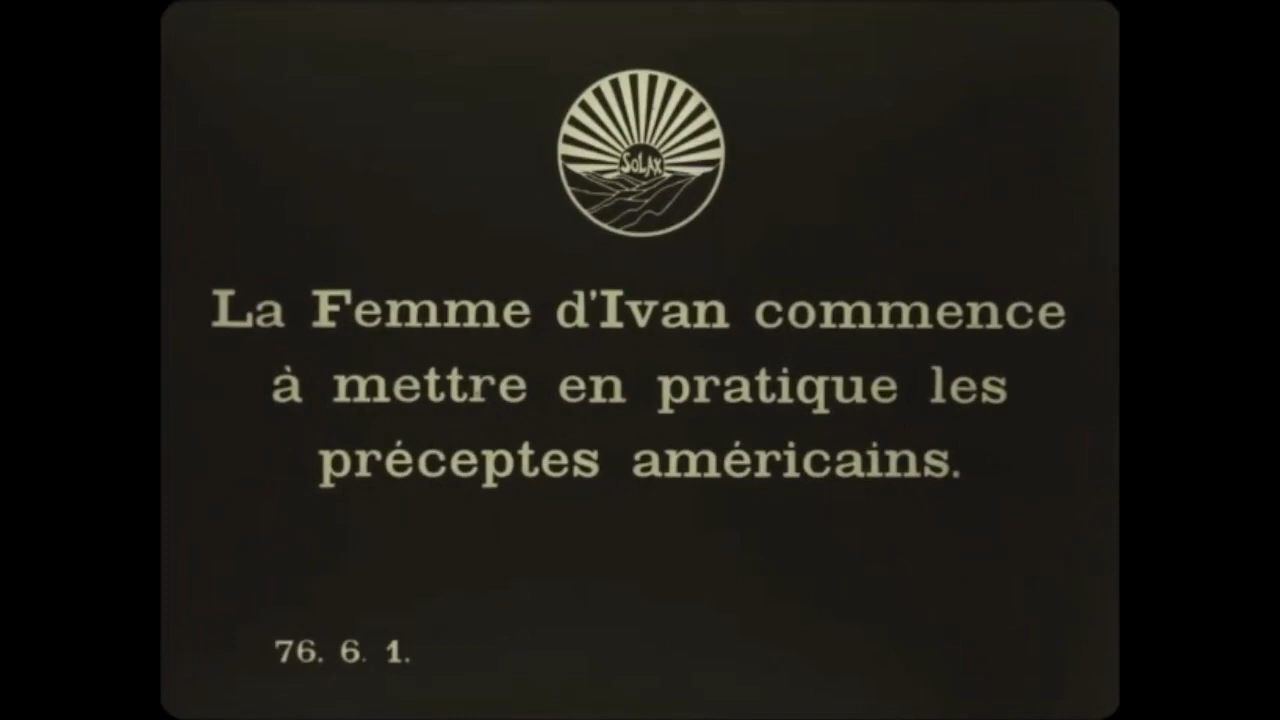 SOLAX
La Femme d'Ivan commence
à mettre en pratique les
préceptes américains.
76. 6. 1.